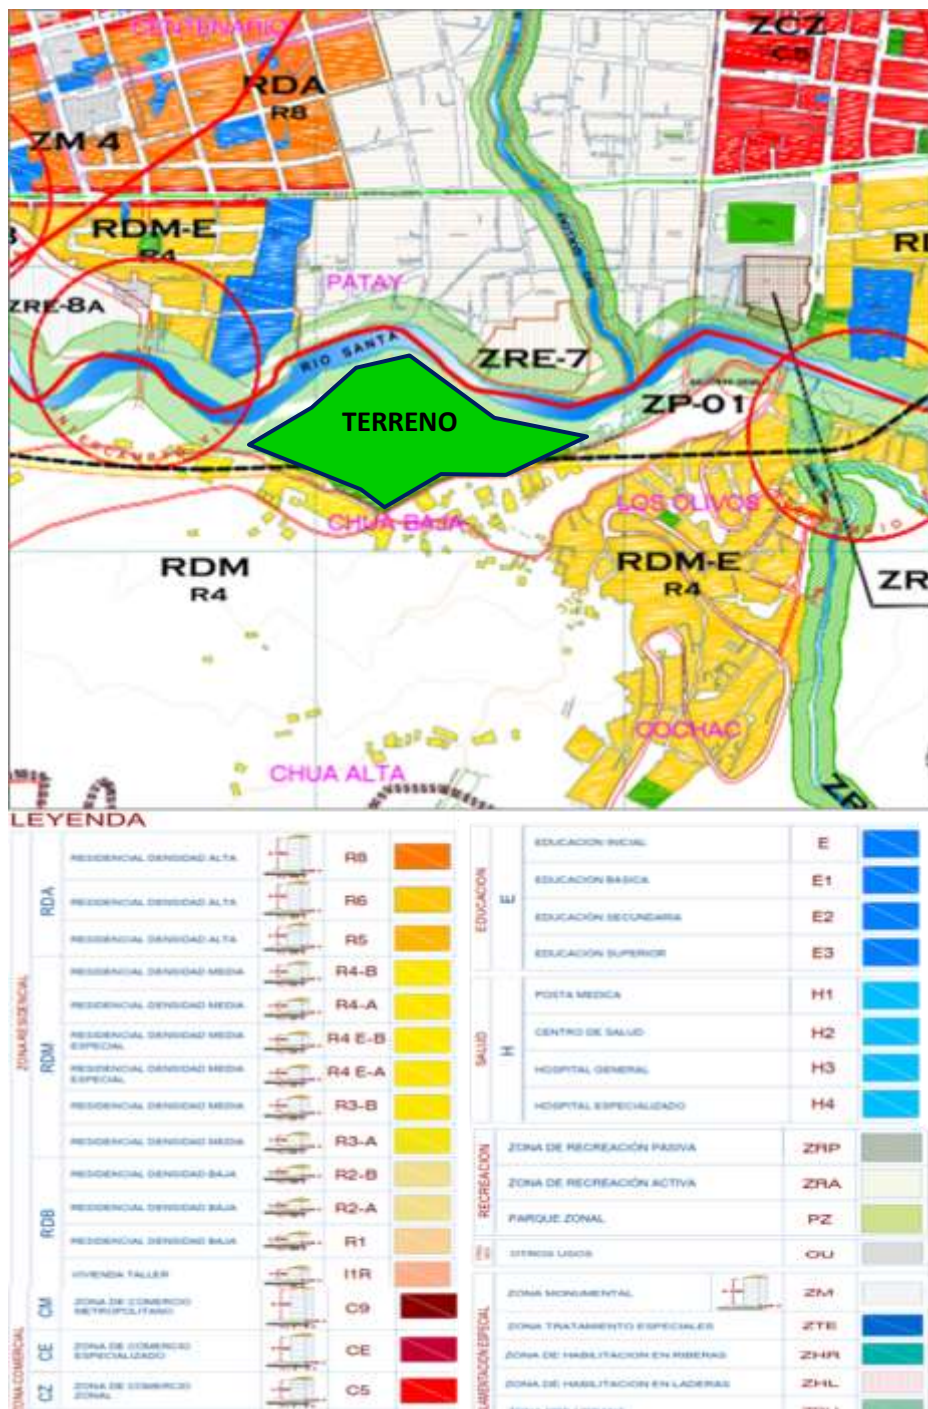 CENTENARIO
ZCZ
C5
RDA
R8
ZM 4
RDM-E
R4
PATAY
ZRE-8A
RIO SANTA
ZRE-7
TERRENO
ZP-01
LOS OLIVOS
CHUA BAJA
RDM
R4
RDM-E
R4
COCHAC
CHUA ALTA
LEYENDA
ZONA RESIDENCIAL
RDA
RESIDENCIAL DENSIDAD ALTA R8
RESIDENCIAL DENSIDAD ALTA R6
RESIDENCIAL DENSIDAD ALTA R5
RDM
RESIDENCIAL DENSIDAD MEDIA R4-B
RESIDENCIAL DENSIDAD MEDIA R4-A
RESIDENCIAL DENSIDAD MEDIA
ESPECIAL R4 E-B
RESIDENCIAL DENSIDAD MEDIA
ESPECIAL R4 E-A
RESIDENCIAL DENSIDAD MEDIA R3-B
RESIDENCIAL DENSIDAD MEDIA R3-A
RDB
RESIDENCIAL DENSIDAD BAJA R2-B
RESIDENCIAL DENSIDAD BAJA R2-A
RESIDENCIAL DENSIDAD BAJA R1
VIVIENDA TALLER I1R
ZONA COMERCIAL
CM
ZONA DE COMERCIO
METROPOLITANO C9
CE
ZONA DE COMERCIO
ESPECIALIZADO CE
CZ
ZONA DE COMERCIO
ZONAL C5
EDUCACION
E
EDUCACION INICIAL E
EDUCACION BASICA E1
EDUCACIÓN SECUNDARIA E2
EDUCACIÓN SUPERIOR E3
SALUD
H
POSTA MEDICA H1
CENTRO DE SALUD H2
HOSPITAL GENERAL H3
HOSPITAL ESPECIALIZADO H4
RECREACION
ZONA DE RECREACIÓN PASIVA ZRP
ZONA DE RECREACIÓN ACTIVA ZRA
PARQUE ZONAL PZ
OTROS USOS OU
ZONA MONUMENTAL ZM
ZONA TRATAMIENTO ESPECIALES ZTE
ZONA DE HABILITACION EN RIBERAS ZHR
ZONA DE HABILITACION EN LADERAS ZHL